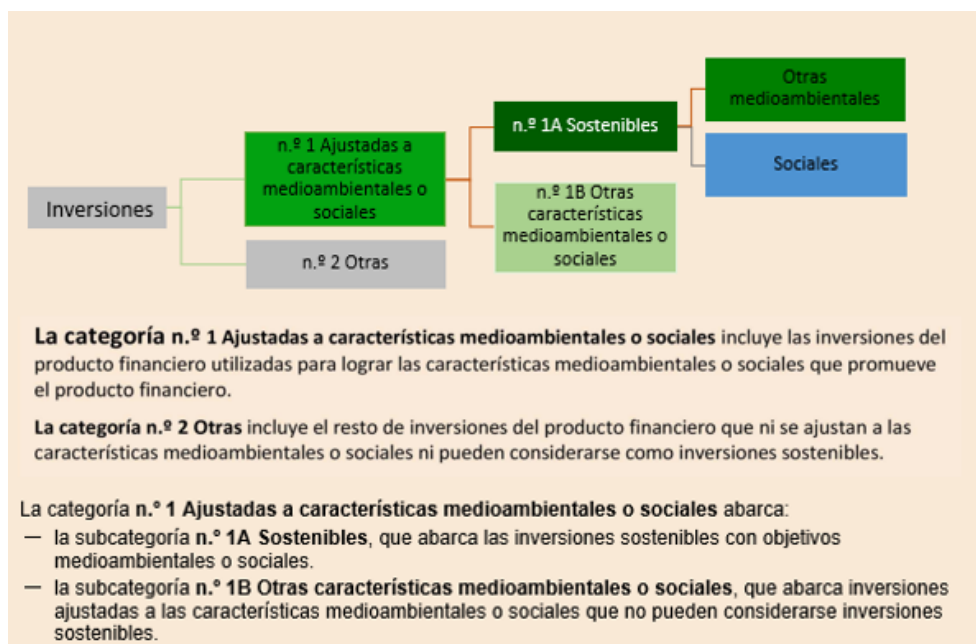 Otras
medioambientales
n.º 1A Sostenibles
n.º 1 Ajustadas a
características
medioambientales o
sociales
Sociales
Inversiones
n.º 1B Otras
características
medioambientales o
sociales
n.º 2 Otras
La categoría n.º 1 Ajustadas a características medioambientales o sociales incluye las inversiones del
producto financiero utilizadas para lograr las características medioambientales o sociales que promueve
el producto financiero.
La categoría n.º 2 Otras incluye el resto de inversiones del producto financiero que ni se ajustan a las
características medioambientales o sociales ni pueden considerarse como inversiones sostenibles.
La categoría n.° 1 Ajustadas a características medioambientales o sociales abarca:
— la subcategoría n.° 1A Sostenibles, que abarca las inversiones sostenibles con objetivos
medioambientales o sociales.
— la subcategoría n.° 1B Otras características medioambientales o sociales, que abarca inversiones
ajustadas a las características medioambientales o sociales que no pueden considerarse inversiones
sostenibles.